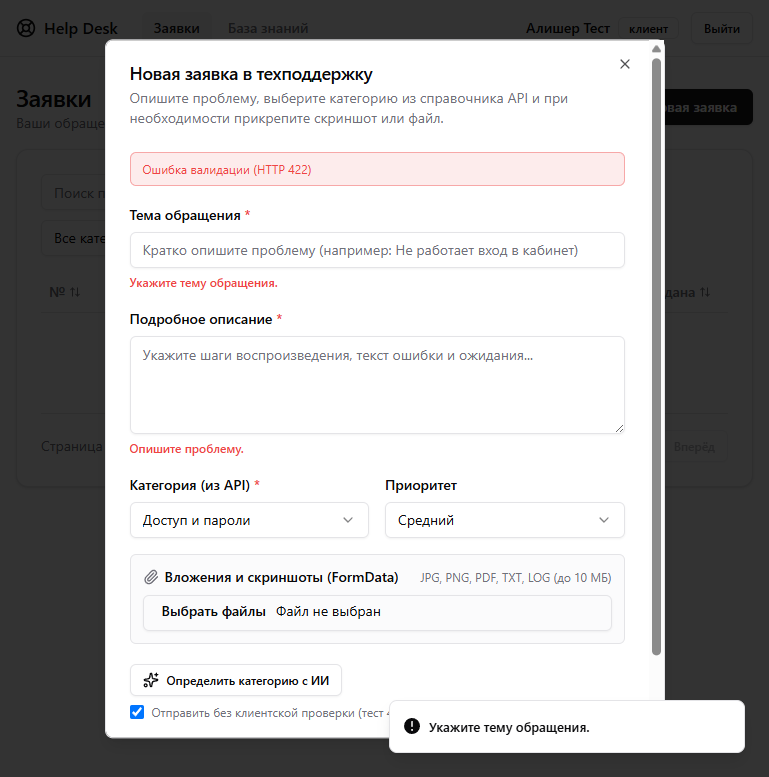 Help Desk Заявки База знаний Алишер Тест клиент Выйти
Новая заявка в техподдержку
Опишите проблему, выберите категорию из справочника API и при
необходимости прикрепите скриншот или файл.
Заявки
Ваши обраще
заявка
Ошибка валидации (HTTP 422)
Поиск
Тема обращения *
Все кате
Кратко опишите проблему (например: Не работает вход в кабинет)
Укажите тему обращения.
№
дана
Подробное описание *
Укажите шаги воспроизведения, текст ошибки и ожидания...
Страница
Вперёд
Опишите проблему.
Категория (из API) * Приоритет
Доступ и пароли Средний
Вложения и скриншоты (FormData) JPG, PNG, PDF, TXT, LOG (до 10 МБ)
Выбрать файлы Файл не выбран
Определить категорию с ИИ
Отправить без клиентской проверки (тест
Укажите тему обращения.